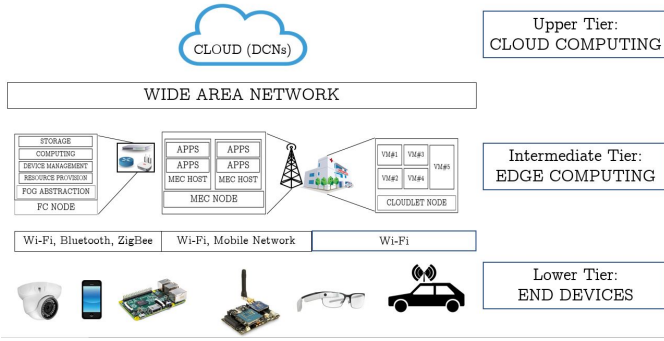 CLOUD (DCNs)
Upper Tier:
CLOUD COMPUTING
WIDE AREA NETWORK
STORAGE
COMPUTING
DEVICE MANAGEMENT
RESOURCE PROVISION
FOG ABSTRACTION
FC NODE
APPS APPS
APPS APPS
MEC HOST MEC HOST
MEC NODE
VM#1 VM#3
VM#5
VM#2 VM#4
CLOUDLET NODE
Intermediate Tier:
EDGE COMPUTING
Wi-Fi, Bluetooth, ZigBee Wi-Fi, Mobile Network Wi-Fi
Lower Tier:
END DEVICES